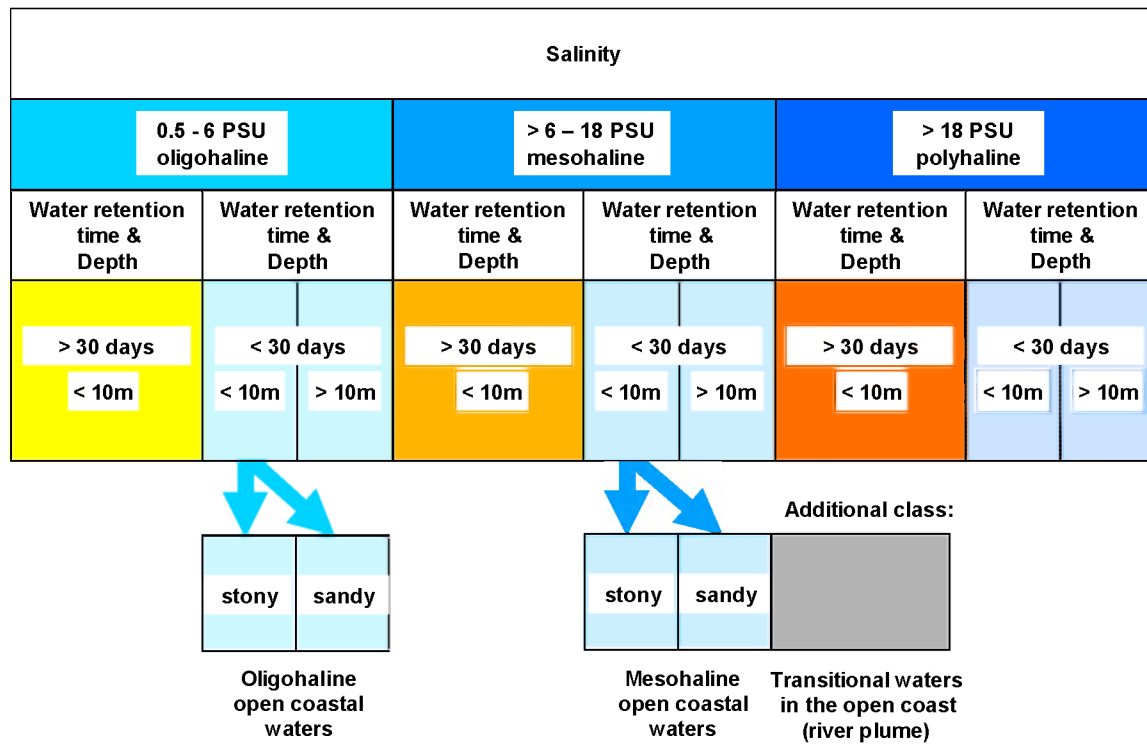 Salinity
0.5 - 6 PSU
oligohaline
> 6 – 18 PSU
mesohaline
> 18 PSU
polyhaline
Water retention
time &
Depth
Water retention
time &
Depth
Water retention
time &
Depth
Water retention
time &
Depth
Water retention
time &
Depth
Water retention
time &
Depth
> 30 days
< 10m
< 30 days
< 10m
> 10m
> 30 days
< 10m
< 30 days
< 10m
> 10m
> 30 days
< 10m
< 30 days
< 10m
> 10m
Additional class:
stony
sandy
stony
sandy
Oligohaline
open coastal
waters
Mesohaline
open coastal
waters
Transitional waters
in the open coast
(river plume)